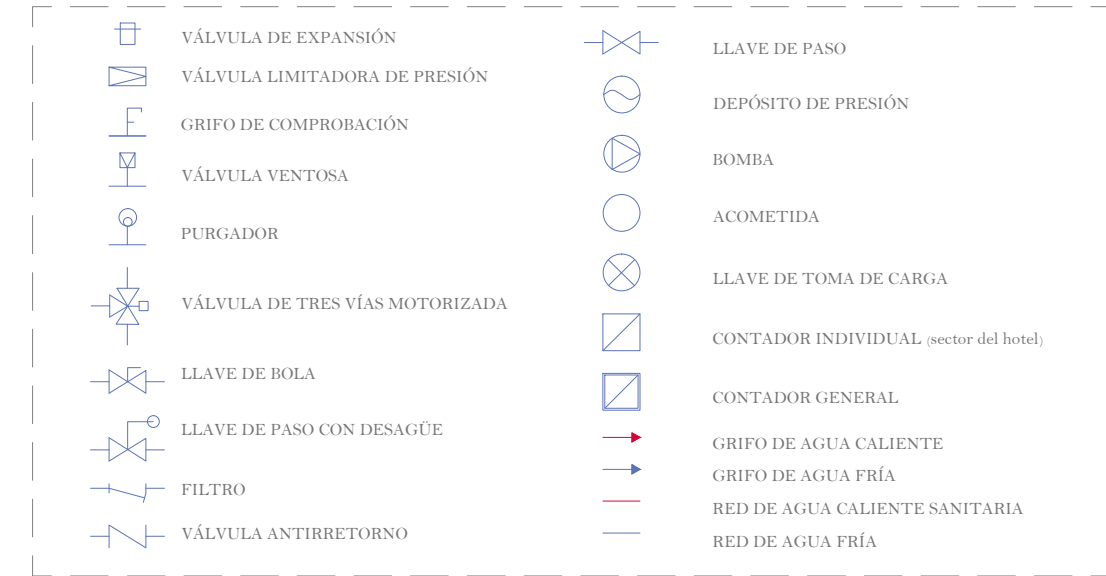 VÁLVULA DE EXPANSIÓN
VÁLVULA LIMITADORA DE PRESIÓN
GRIFO DE COMPROBACIÓN
VÁLVULA VENTOSA
PURGADOR
VÁLVULA DE TRES VÍAS MOTORIZADA
LLAVE DE BOLA
LLAVE DE PASO CON DESAGÜE
FILTRO
VÁLVULA ANTIRRETORNO
LLAVE DE PASO
DEPÓSITO DE PRESIÓN
BOMBA
ACOMETIDA
LLAVE DE TOMA DE CARGA
CONTADOR INDIVIDUAL (sector del hotel)
CONTADOR GENERAL
GRIFO DE AGUA CALIENTE
GRIFO DE AGUA FRÍA
RED DE AGUA CALIENTE SANITARIA
RED DE AGUA FRÍA